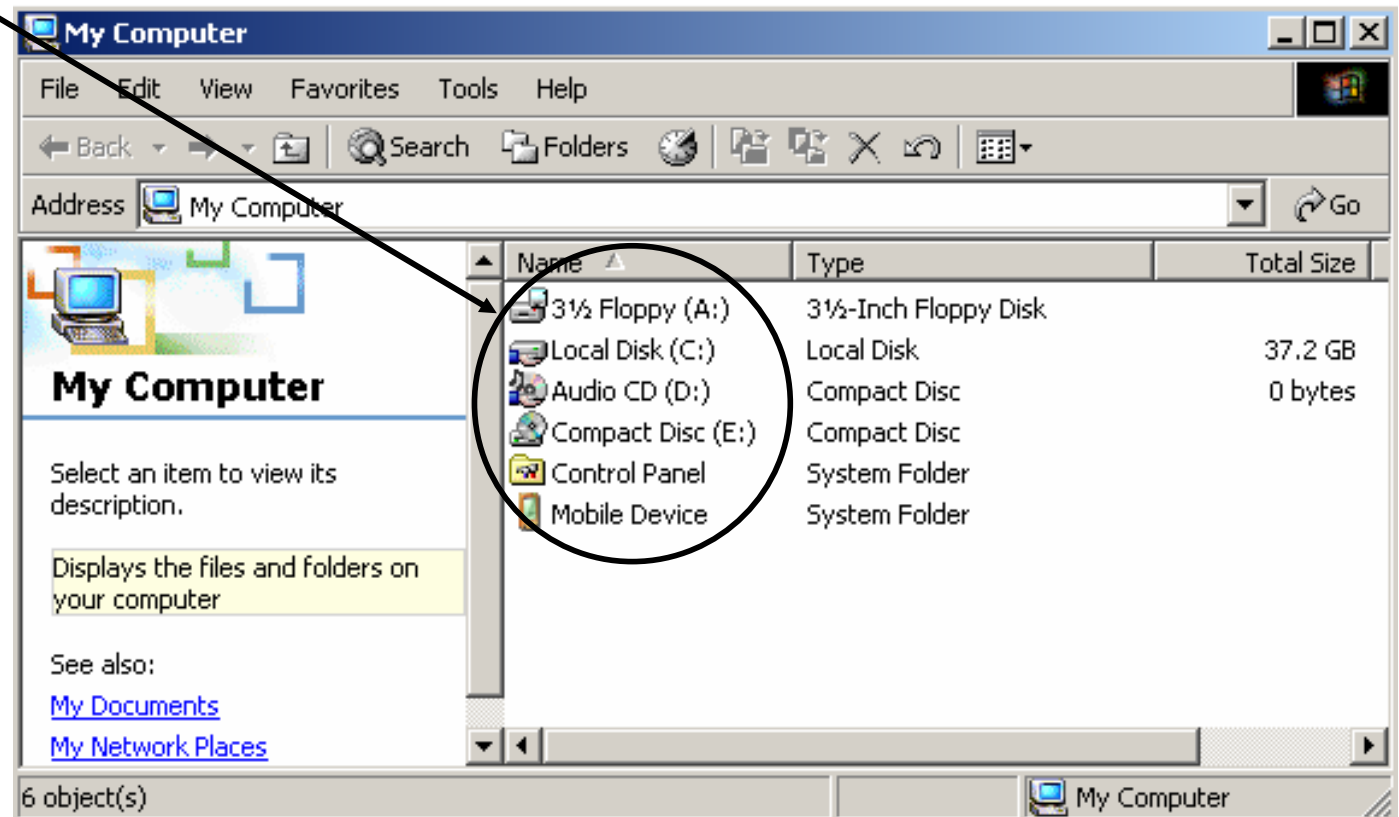 My Computer
File Edit View Favorites Tools Help
Back Search Folders
Address My Computer Go
My Computer
Select an item to view its
description.
Displays the files and folders on
your computer
See also:
My Documents
My Network Places
Name Type Total Size
3½ Floppy (A:) 3½-Inch Floppy Disk
Local Disk (C:) Local Disk 37.2 GB
Audio CD (D:) Compact Disc 0 bytes
Compact Disc (E:) Compact Disc
Control Panel System Folder
Mobile Device System Folder
6 object(s) My Computer